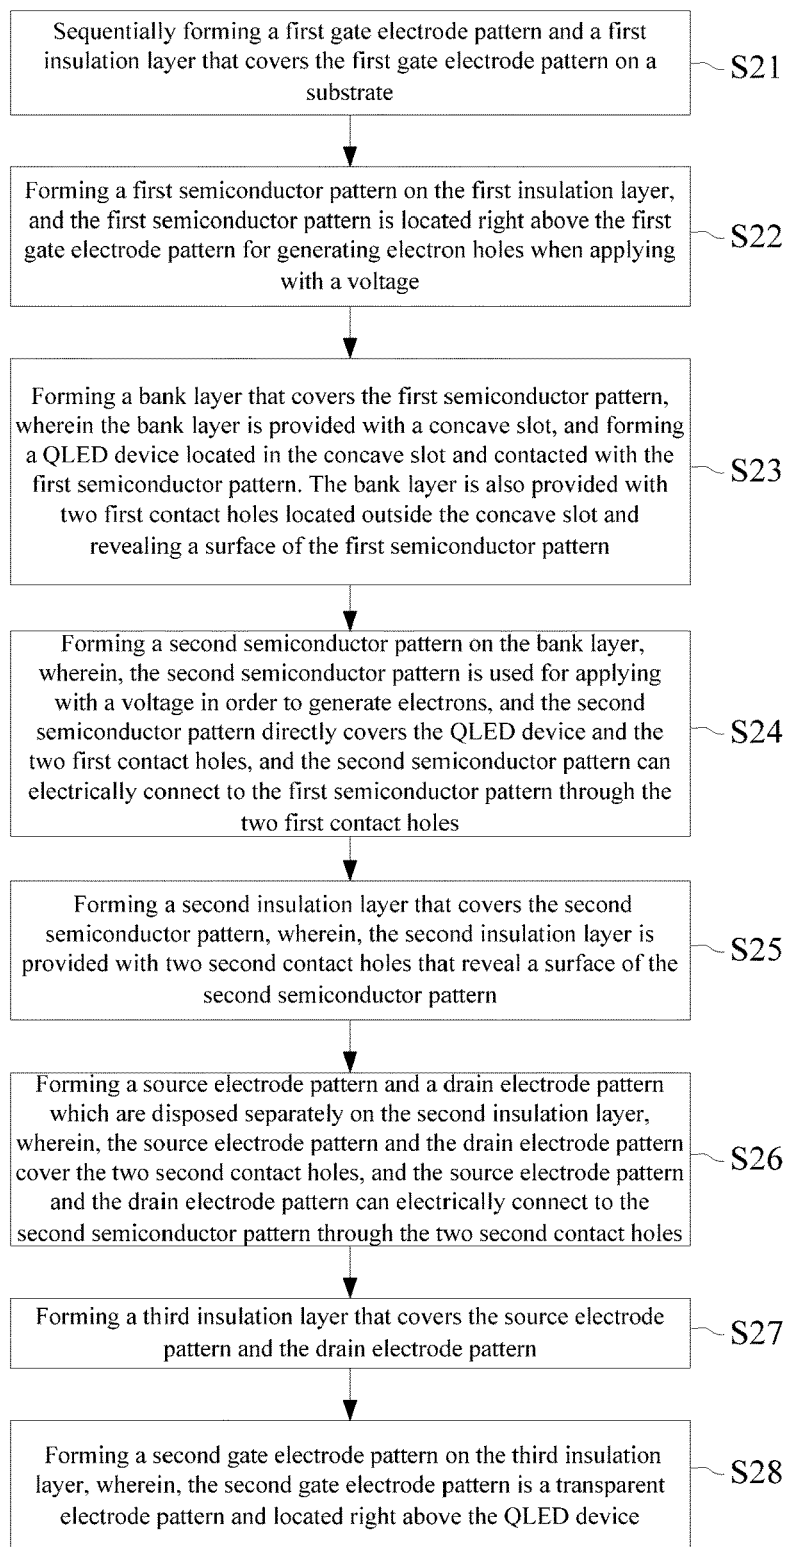 Sequentially forming a first gate electrode pattern and a first
insulation layer that covers the first gate electrode pattern on a
substrate
S21
Forming a first semiconductor pattern on the first insulation layer,
and the first semiconductor pattern is located right above the first
gate electrode pattern for generating electron holes when applying
with a voltage
S22
Forming a bank layer that covers the first semiconductor pattern,
wherein the bank layer is provided with a concave slot, and forming
a QLED device located in the concave slot and contacted with the
first semiconductor pattern. The bank layer is also provided with
two first contact holes located outside the concave slot and
revealing a surface of the first semiconductor pattern
S23
Forming a second semiconductor pattern on the bank layer,
wherein, the second semiconductor pattern is used for applying
with a voltage in order to generate electrons, and the second
semiconductor pattern directly covers the QLED device and the
two first contact holes, and the second semiconductor pattern can
electrically connect to the first semiconductor pattern through the
two first contact holes
S24
Forming a second insulation layer that covers the second
semiconductor pattern, wherein, the second insulation layer is
provided with two second contact holes that reveal a surface of the
second semiconductor pattern
S25
Forming a source electrode pattern and a drain electrode pattern
which are disposed separately on the second insulation layer,
wherein, the source electrode pattern and the drain electrode pattern
cover the two second contact holes, and the source electrode pattern
and the drain electrode pattern can electrically connect to the
second semiconductor pattern through the two second contact holes
S26
Forming a third insulation layer that covers the source electrode
pattern and the drain electrode pattern
S27
Forming a second gate electrode pattern on the third insulation
layer, wherein, the second gate electrode pattern is a transparent
electrode pattern and located right above the QLED device
S28